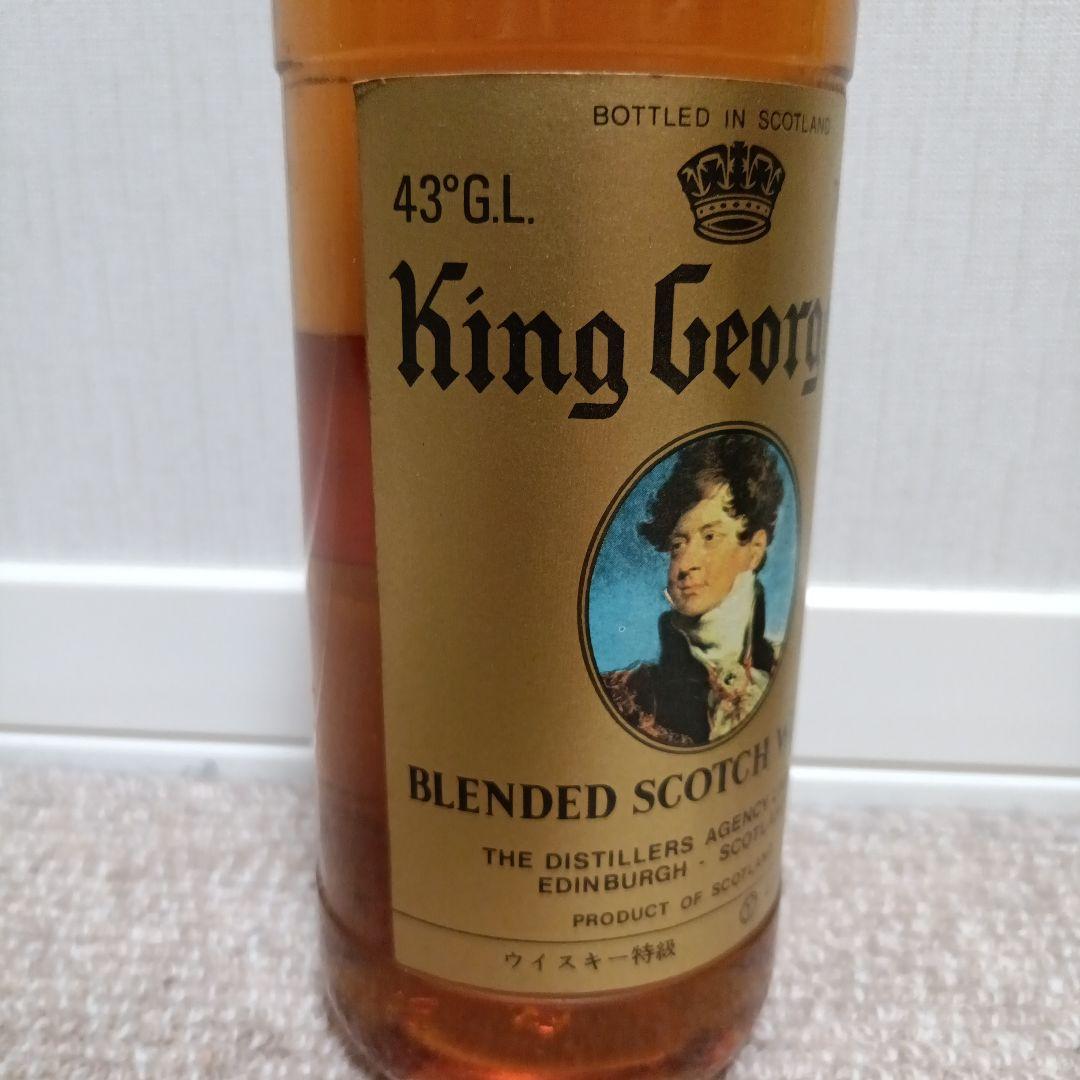 BOTTLED IN SCOTLAND
43°G.L.
King Georg
BLENDED SCOTCH
THE DISTILLERS AGENCY
EDINBURGH - SCOTLA
PRODUCT OF SCOTLAN
ウイスキー特級